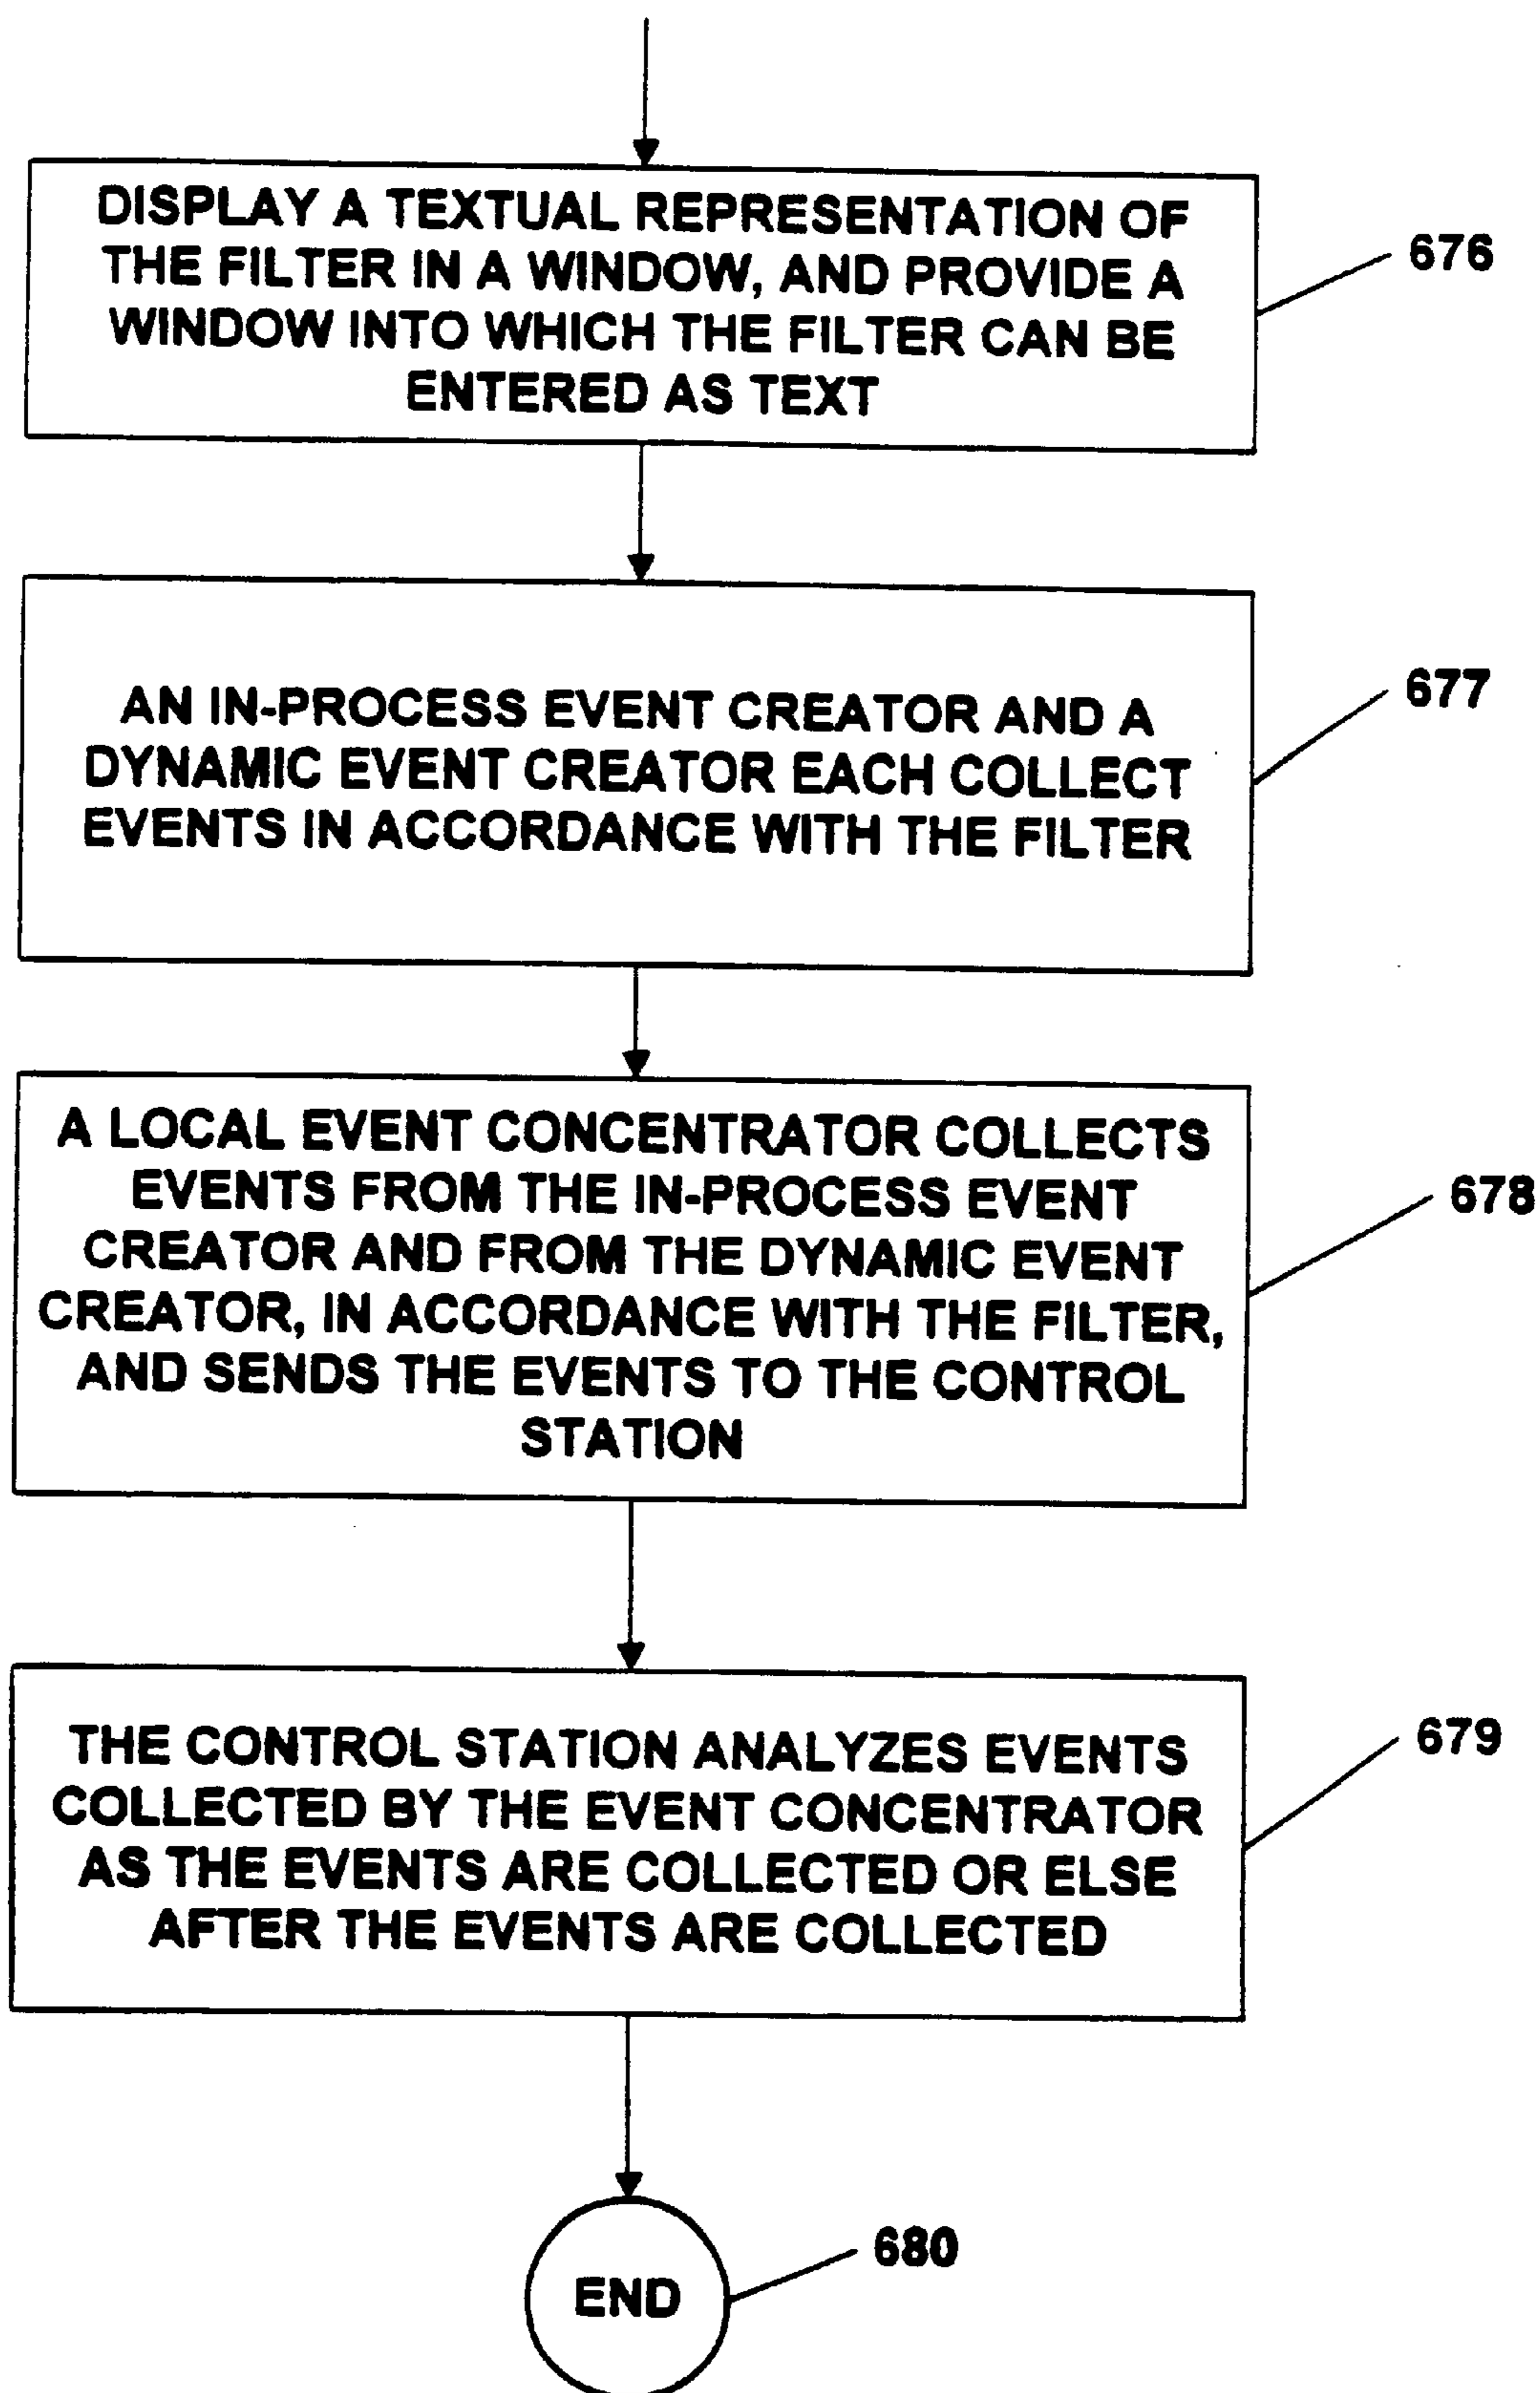 DISPLAY A TEXTUAL REPRESENTATION OF
THE FILTER IN A WINDOW, AND PROVIDE A
WINDOW INTO WHICH THE FILTER CAN BE
ENTERED AS TEXT
676
AN IN-PROCESS EVENT CREATOR AND A
DYNAMIC EVENT CREATOR EACH COLLECT
EVENTS IN ACCORDANCE WITH THE FILTER
677
A LOCAL EVENT CONCENTRATOR COLLECTS
EVENTS FROM THE IN-PROCESS EVENT
CREATOR AND FROM THE DYNAMIC EVENT
CREATOR, IN ACCORDANCE WITH THE FILTER,
AND SENDS THE EVENTS TO THE CONTROL
STATION
678
THE CONTROL STATION ANALYZES EVENTS
COLLECTED BY THE EVENT CONCENTRATOR
AS THE EVENTS ARE COLLECTED OR ELSE
AFTER THE EVENTS ARE COLLECTED
679
END
680